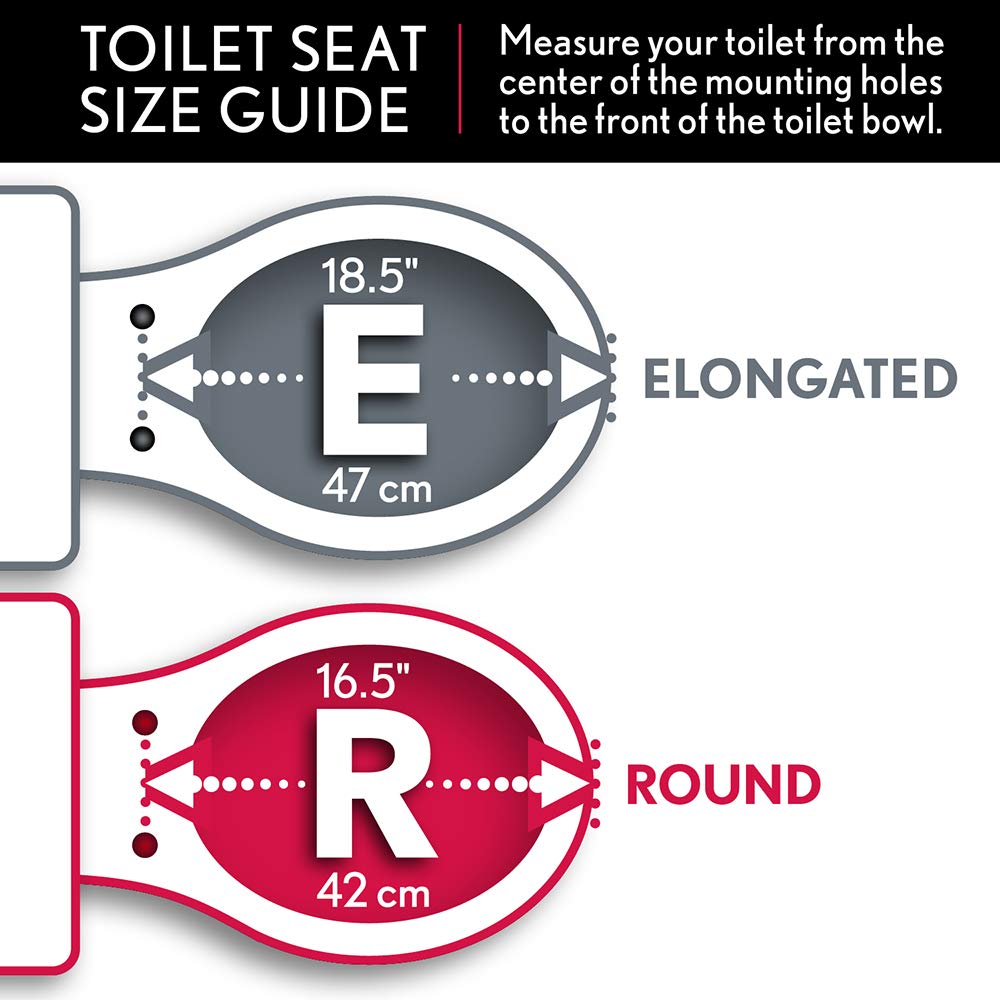 TOILET SEAT
SIZE GUIDE
Measure your toilet from the
center of the mounting holes
to the front of the toilet bowl.
18.5"
E
47 cm
ELONGATED
16.5"
R
42 cm
ROUND